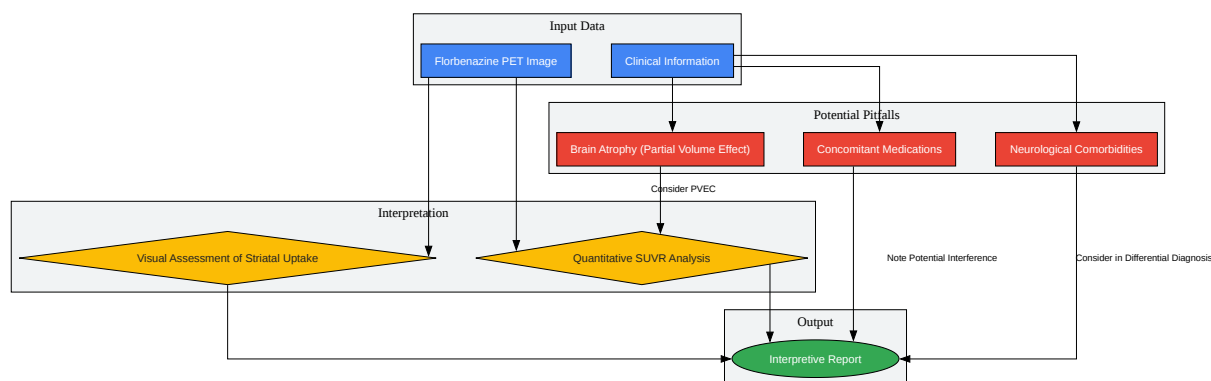 Input Data
Florbenazine PET Image
Clinical Information
Potential Pitfalls
Brain Atrophy (Partial Volume Effect)
Concomitant Medications
Neurological Comorbidities
Consider PVEC
Interpretation
Visual Assessment of Striatal Uptake
Quantitative SUVR Analysis
Note Potential Interference
Consider in Differential Diagnosis
Output
Interpretive Report